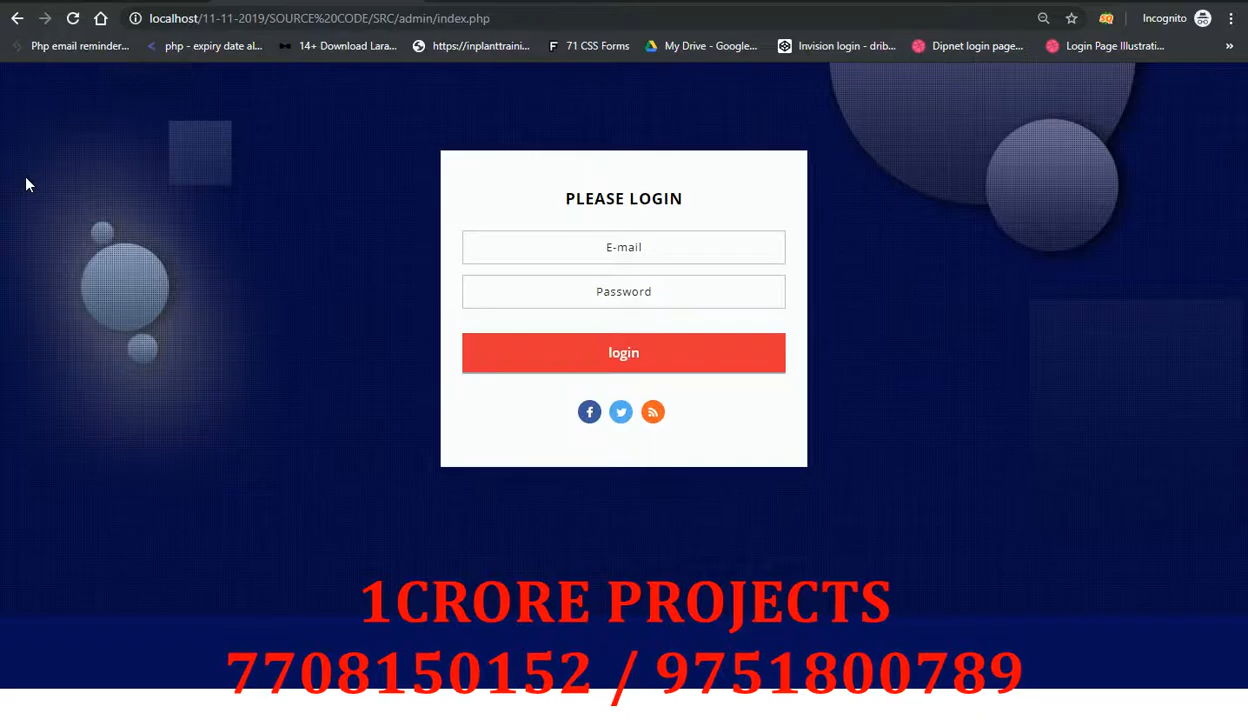 localhost/11-11-2019/SOURCE%20CODE/SRC/admin/index.php
Incognito
Php email reminder...
php - expiry date al...
14+ Download Lara...
https://inplanttraini...
71 CSS Forms
My Drive - Google...
Invision login - drib...
Dipnet login page...
Login Page Illustrati...
»
PLEASE LOGIN
E-mail
Password
login
1CRORE PROJECTS
7708150152 / 9751800789